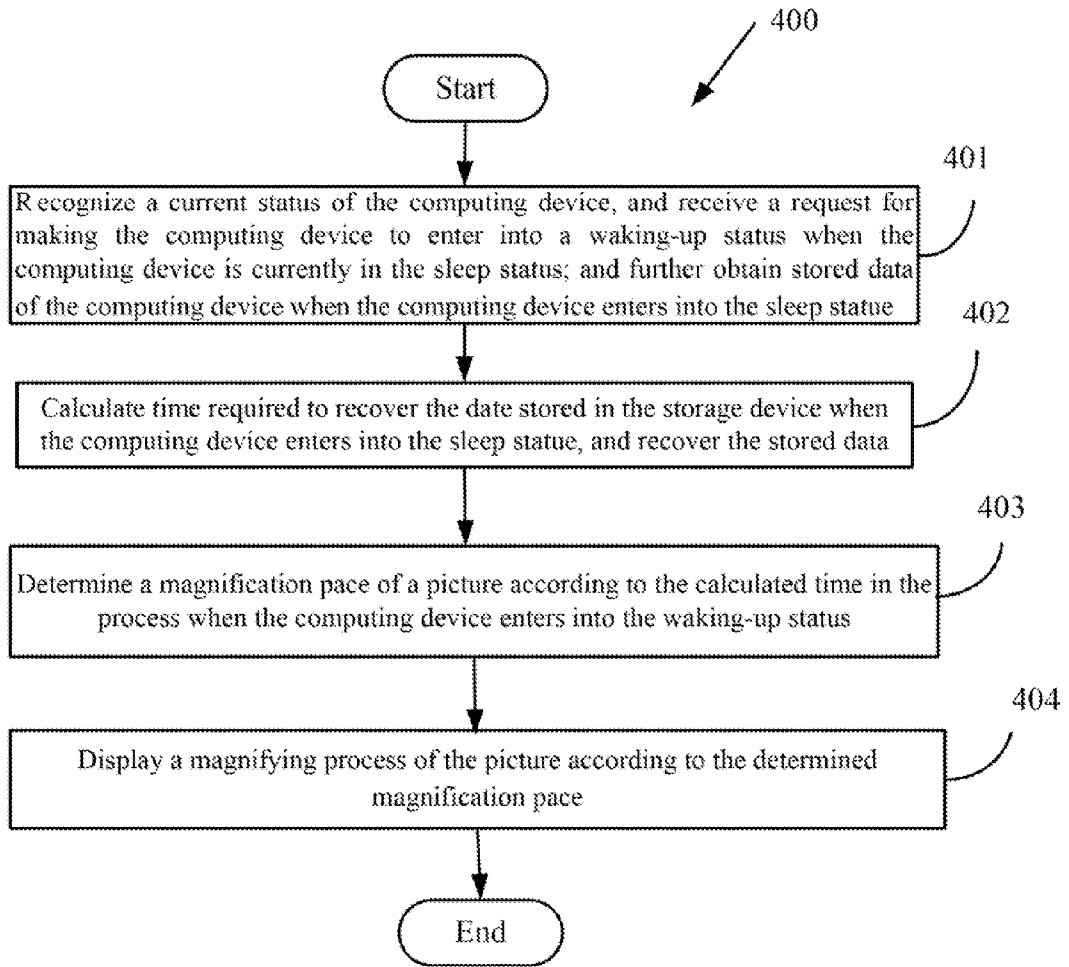 400
Start
401
Recognize a current status of the computing device, and receive a request for
making the computing device to enter into a waking-up status when the
computing device is currently in the sleep status; and further obtain stored data
of the computing device when the computing device enters into the sleep statue
402
Calculate time required to recover the date stored in the storage device when
the computing device enters into the sleep statue, and recover the stored data
403
Determine a magnification pace of a picture according to the calculated time in the
process when the computing device enters into the waking-up status
404
Display a magnifying process of the picture according to the determined
magnification pace
End